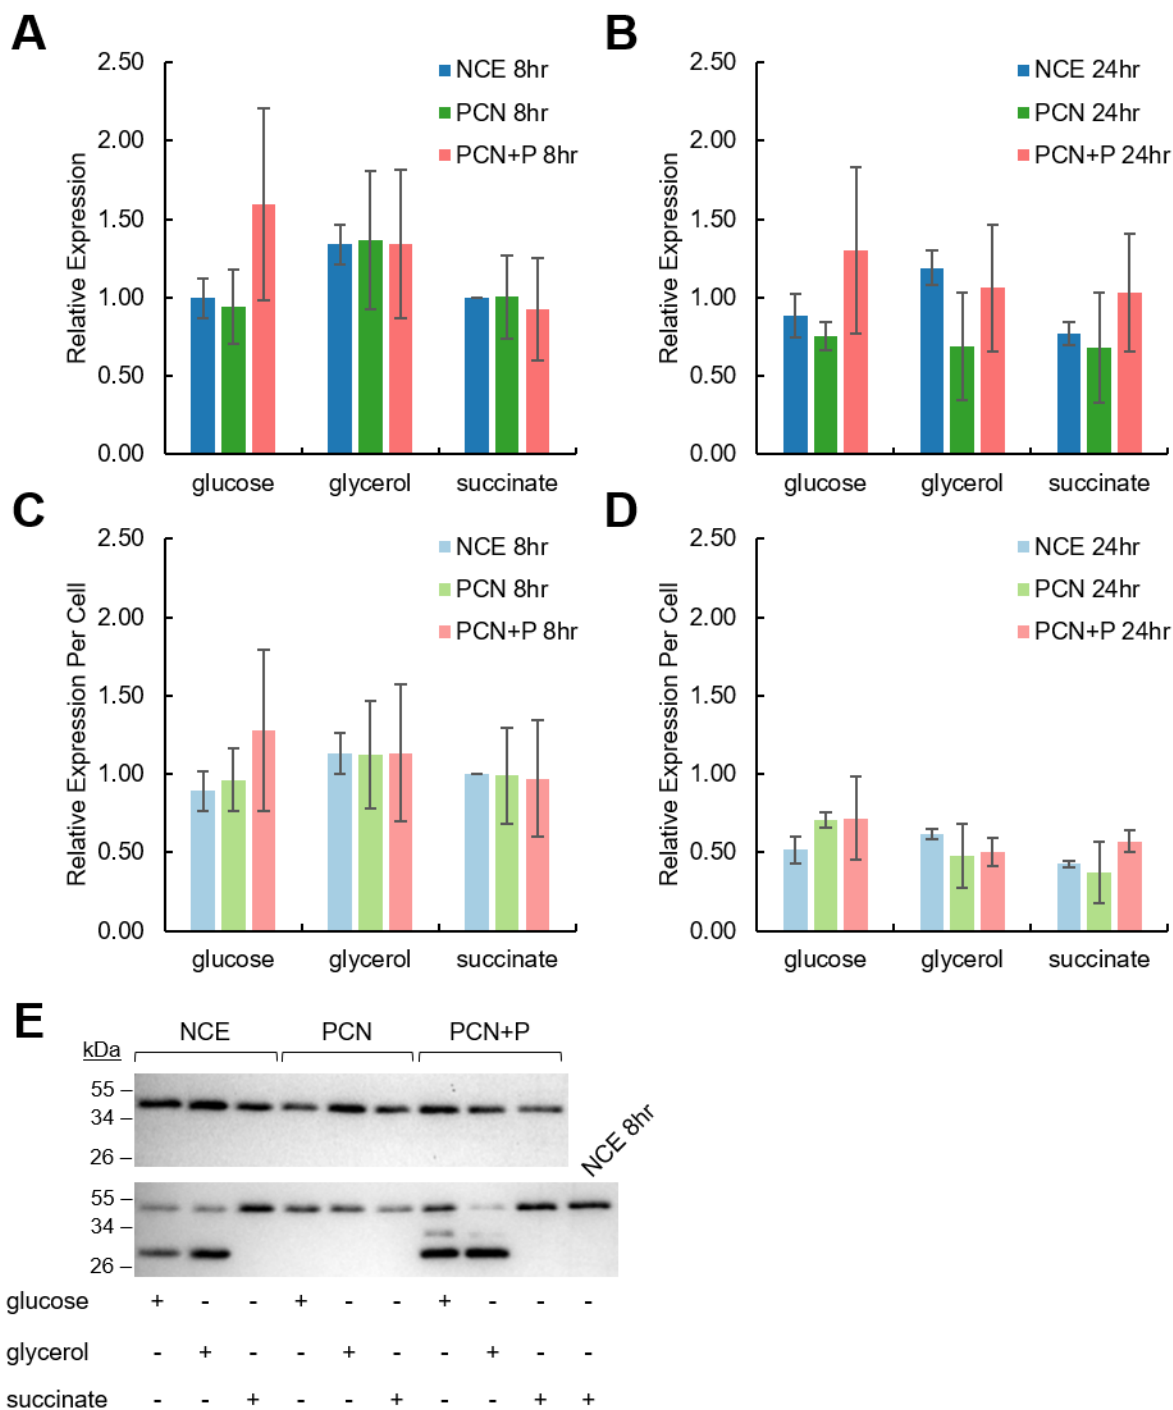 A
Relative Expression
2.50
2.00
1.50
1.00
0.50
0.00
NCE 8hr
PCN 8hr
PCN+P 8hr
glucose glycerol succinate
B
Relative Expression
2.50
2.00
1.50
1.00
0.50
0.00
NCE 24hr
PCN 24hr
PCN+P 24hr
glucose glycerol succinate
C
Relative Expression Per Cell
2.50
2.00
1.50
1.00
0.50
0.00
NCE 8hr
PCN 8hr
PCN+P 8hr
glucose glycerol succinate
D
Relative Expression Per Cell
2.50
2.00
1.50
1.00
0.50
0.00
NCE 24hr
PCN 24hr
PCN+P 24hr
glucose glycerol succinate
E
NCE PCN PCN+P
kDa
55
34
26
NCE 8hr
55
34
26
glucose + - - + - - + - - -
glycerol - + - - + - - + - -
succinate - - + - - + - - + +